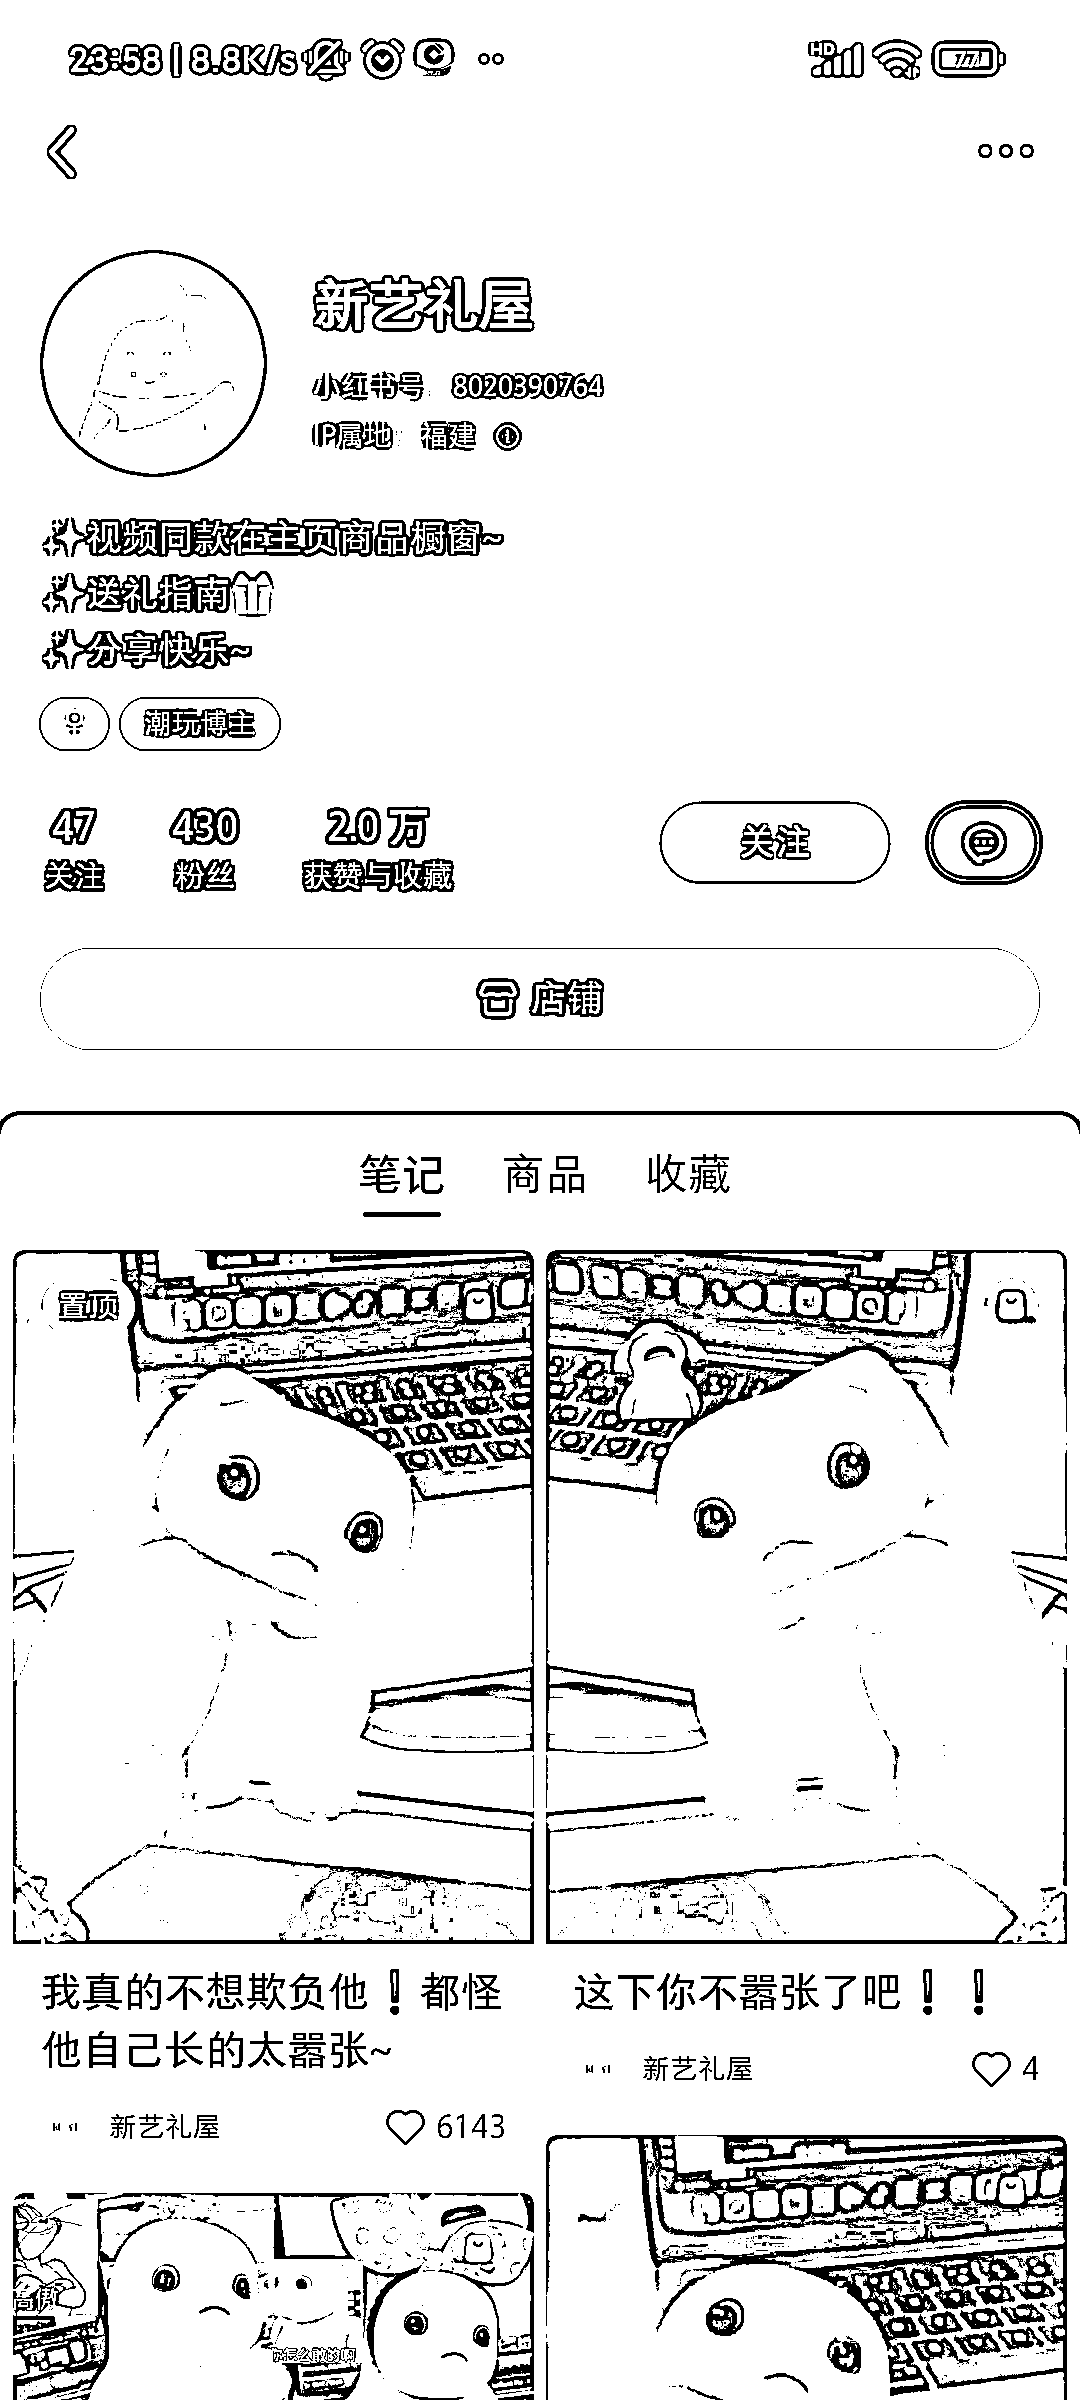 23:58 | 8.8K/s
HD
新艺礼屋
小红书号 8020390764
IP属地 福建
✨视频同款在主页商品橱窗~
✨送礼指南🎁
✨分享快乐~
潮玩博主
47 430 2.0 万
关注 粉丝 获赞与收藏
关注
店铺
笔记 商品 收藏
置顶
我真的不想欺负他❗都怪
他自己长的太嚣张~
新艺礼屋 6143
这下你不嚣张了吧❗❗
新艺礼屋 4